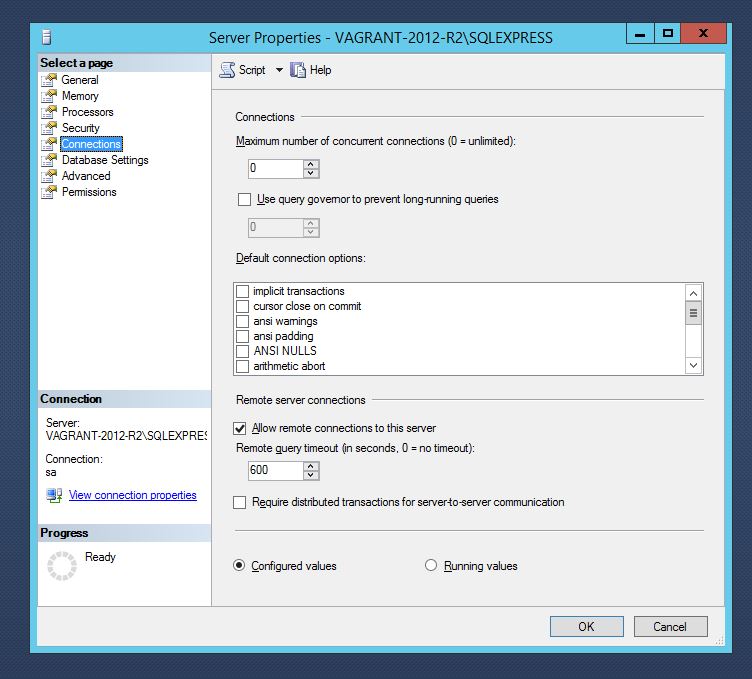 Server Properties - VAGRANT-2012-R2\SQLEXPRESS
Select a page
General
Memory
Processors
Security
Connections
Database Settings
Advanced
Permissions
Connection
Server:
VAGRANT-2012-R2\SQLEXPRES
Connection:
sa
View connection properties
Progress
Ready
Script
Help
Connections
Maximum number of concurrent connections (0 = unlimited):
0
Use query governor to prevent long-running queries
0
Default connection options:
implicit transactions
cursor close on commit
ansi warnings
ansi padding
ANSI NULLS
arithmetic abort
Remote server connections
Allow remote connections to this server
Remote query timeout (in seconds, 0 = no timeout):
600
Require distributed transactions for server-to-server communication
Configured values
Running values
OK
Cancel